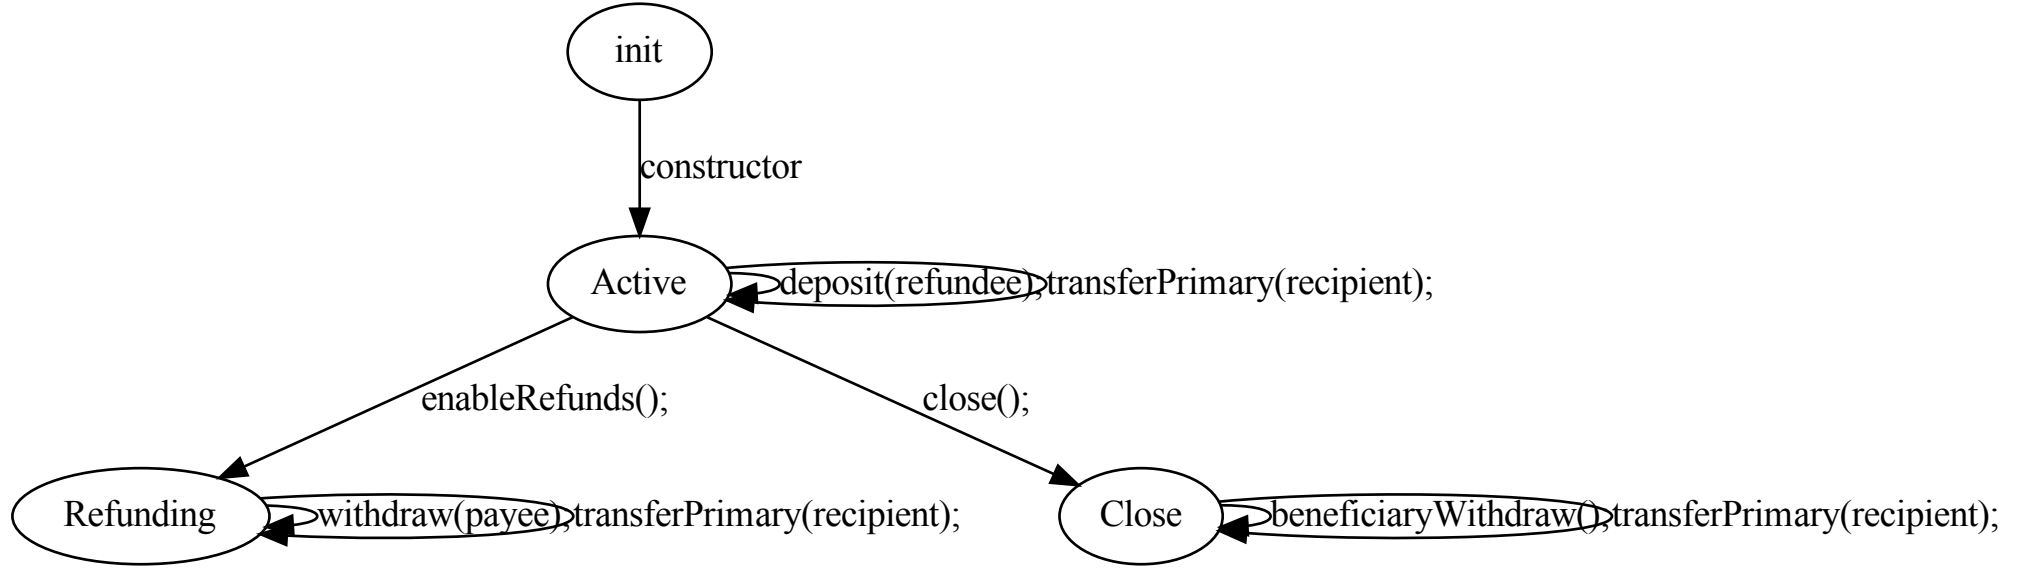 init
constructor
Active
deposit(refundee);
transferPrimary(recipient);
enableRefunds();
close();
Refunding
withdraw(payee);
transferPrimary(recipient);
Close
beneficiaryWithdraw();
transferPrimary(recipient);